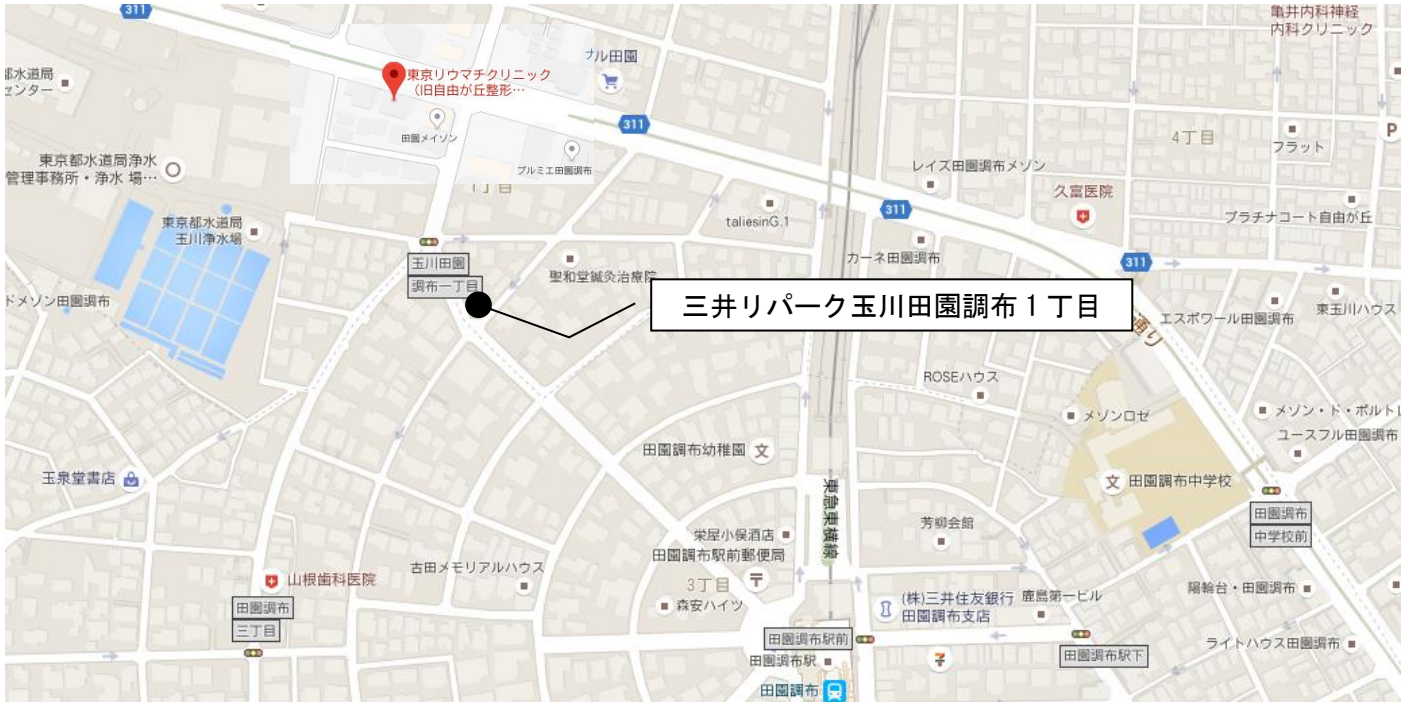 311
亀井内科神経
内科クリニック
ナル田園
東京リウマチクリニック
(旧自由が丘整形…
都水道局
センター
田園メイゾン
311
4丁目
P
フラット
東京都水道局浄水
管理事務所・浄水 場…
プルミエ田園調布
レイズ田園調布メゾン
1丁目
久富医院
311
東京都水道局
玉川浄水場
taliesinG.1
プラチナコート自由が丘
カーネ田園調布
玉川田園
調布一丁目
聖和堂鍼灸治療院
311
ドメゾン田園調布
三井リパーク玉川田園調布1丁目
エスポワール田園調布
東玉川ハウス
通り
ROSEハウス
メゾンロゼ
メゾン・ド・ボルトレ
ユースフル田園調布
田園調布幼稚園
文
玉泉堂書店
文
田園調布中学校
東急東横線
田園調布
中学校前
栄屋小俣酒店
芳柳会館
田園調布駅前郵便局
古田メモリアルハウス
3丁目
〒
山根歯科医院
陽輪台・田園調布
森安ハイツ
(株)三井住友銀行
田園調布支店
鹿島第一ビル
田園調布
三丁目
田園調布駅前
田園調布駅下
ライトハウス田園調布
田園調布駅
7
田園調布